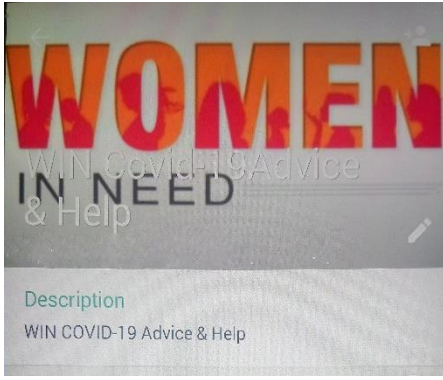 WOMEN
WIN Covid-19Advice
IN NEED
& Help
Description
WIN COVID-19 Advice & Help